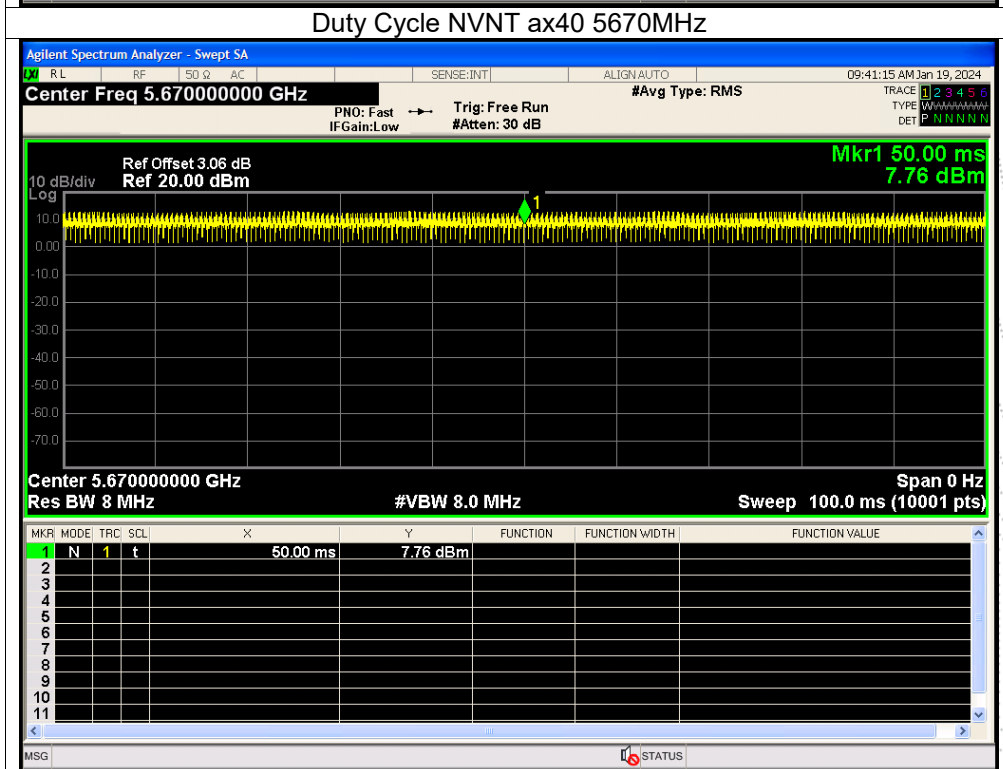 Duty Cycle NVNT ax40 5670MHz
Agilent Spectrum Analyzer - Swept SA
LXI RL RF 50 Ω AC SENSE:INT ALIGN AUTO 09:41:15 AM Jan 19, 2024
Center Freq 5.670000000 GHz #Avg Type: RMS TRACE 1 2 3 4 5 6
PNO: Fast Trig: Free Run TYPE WWWWWW
IFGain:Low #Atten: 30 dB DET P N N N N N
Mkr1 50.00 ms
Ref Offset 3.06 dB
10 dB/div Ref 20.00 dBm 7.76 dBm
Log
1
10.0
0.00
-10.0
-20.0
-30.0
-40.0
-50.0
-60.0
-70.0
Center 5.670000000 GHz Span 0 Hz
Res BW 8 MHz #VBW 8.0 MHz Sweep 100.0 ms (10001 pts)
MKR MODE TRC SCL X Y FUNCTION FUNCTION WIDTH FUNCTION VALUE
1 N 1 t 50.00 ms 7.76 dBm
2
3
4
5
6
7
8
9
10
11
MSG STATUS